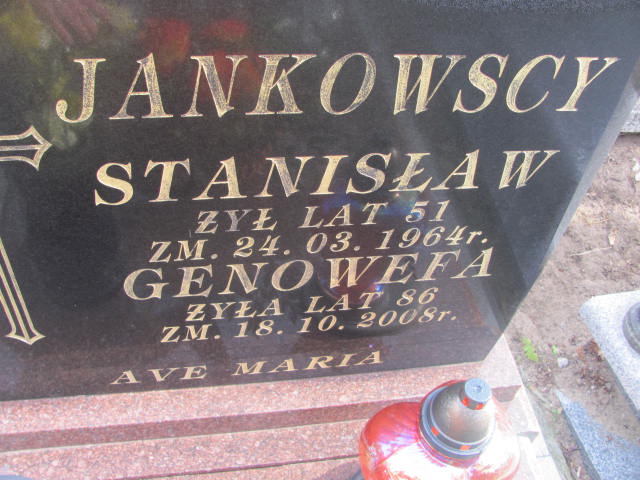 JANKOWSCY
STANISŁAW
ŻYŁ LAT 51
ZM. 24. 03. 1964r.
GENOWEFA
ŻYŁA LAT 86
ZM. 18. 10. 2008r.
AVE MARIA